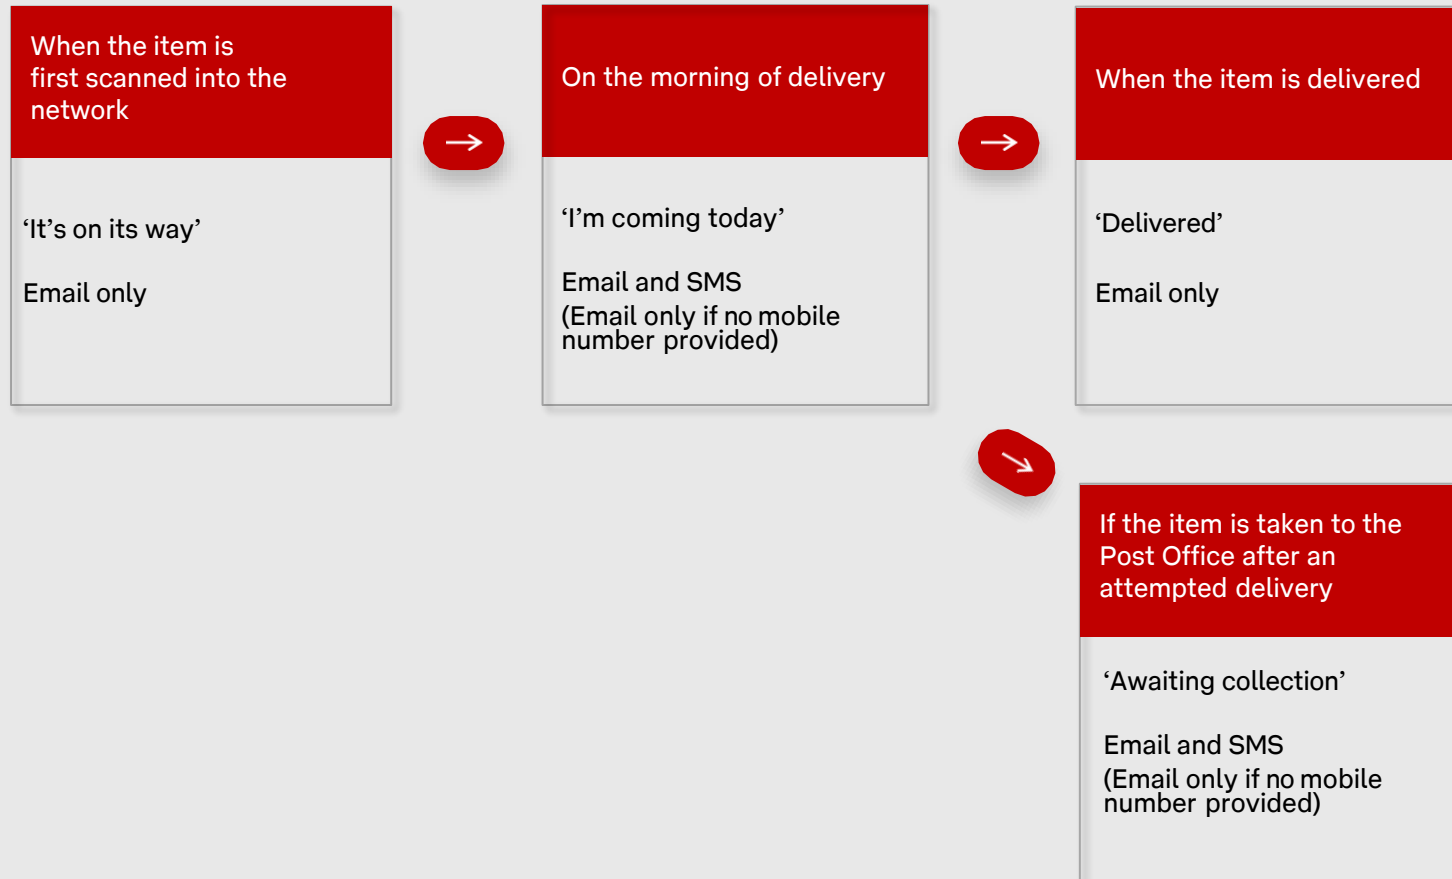 When the item is
first scanned into the
network
‘It’s on its way’
Email only
On the morning of delivery
‘I’m coming today’
Email and SMS
(Email only if no mobile
number provided)
When the item is delivered
‘Delivered’
Email only
If the item is taken to the
Post Office after an
attempted delivery
‘Awaiting collection’
Email and SMS
(Email only if no mobile
number provided)